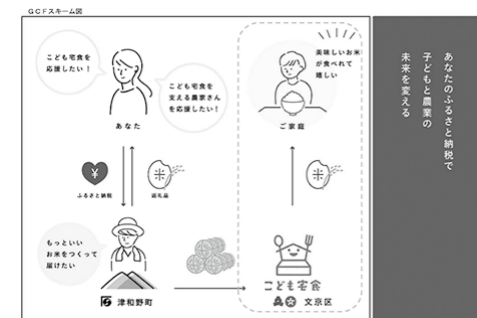 GCFスキーム図
こども宅食を
応援したい！
こども宅食を
支える農家さん
を応援したい！
あなた
美味しいお米
が食べれて
嬉しい
ご家庭
¥
ふるさと納税
米
返礼品
米
もっといい
お米をつくって
届けたい
津和野町
こども宅食
文京区
あなたのふるさと納税で
子どもと農業の
未来を変える